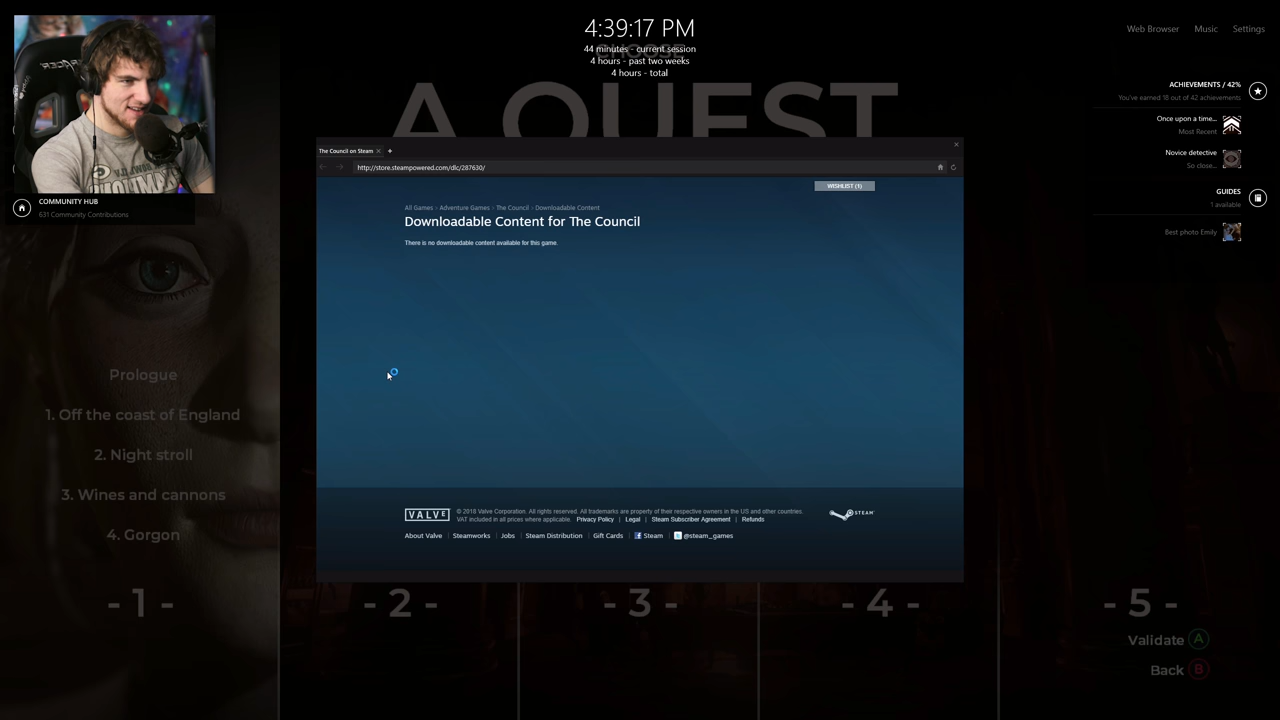 4:39:17 PM
44 minutes - current session
4 hours - past two weeks
4 hours - total
Web Browser Music Settings
A QUEST
ACHIEVEMENTS / 42%
You've earned 18 out of 42 achievements
Once upon a time...
Most Recent
Novice detective
So close...
GUIDES
1 available
Best photo Emily
COMMUNITY HUB
631 Community Contributions
The Council on Steam
http://store.steampowered.com/dlc/287630/
WISHLIST (1)
All Games > Adventure Games > The Council > Downloadable Content
Downloadable Content for The Council
There is no downloadable content available for this game.
VALVE
© 2018 Valve Corporation. All rights reserved. All trademarks are property of their respective owners in the US and other countries.
VAT included in all prices where applicable. Privacy Policy | Legal | Steam Subscriber Agreement | Refunds
STEAM
About Valve | Steamworks | Jobs | Steam Distribution | Gift Cards | Steam | @steam_games
Prologue
1. Off the coast of England
2. Night stroll
3. Wines and cannons
4. Gorgon
- 1 - - 2 - - 3 - - 4 - - 5 -
Validate A
Back B